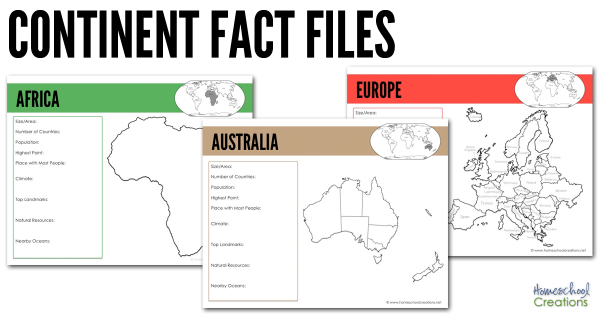 CONTINENT FACT FILES
AFRICA
Size/Area:
Number of Countries:
Population:
Highest Point:
Place with Most People:
Climate:
Top Landmarks:
Natural Resources:
Nearby Oceans:
AUSTRALIA
Size/Area:
Number of Countries:
Population:
Highest Point:
Place with Most People:
Climate:
Top Landmarks:
Natural Resources:
Nearby Oceans:
www.homeschoolcreations.net
EUROPE
Size/Area:
www.homeschoolcreations.net
Homeschool
Creations